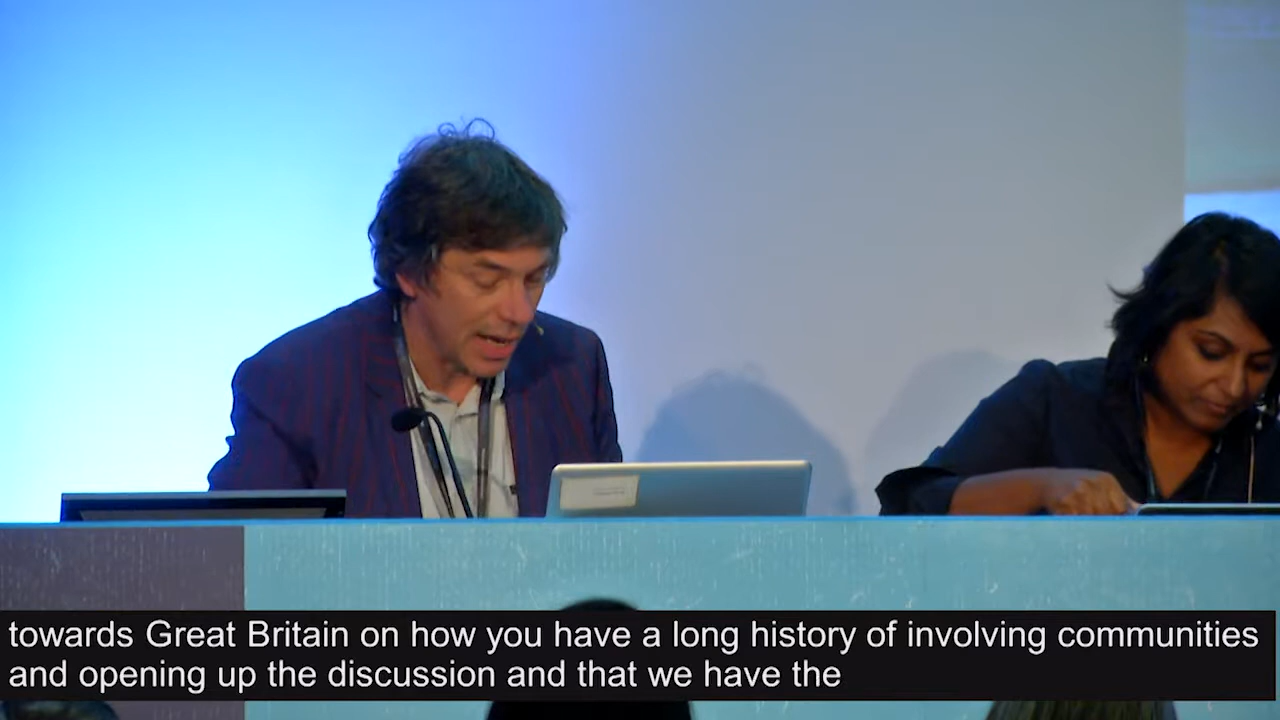 towards Great Britain on how you have a long history of involving communities
and opening up the discussion and that we have the